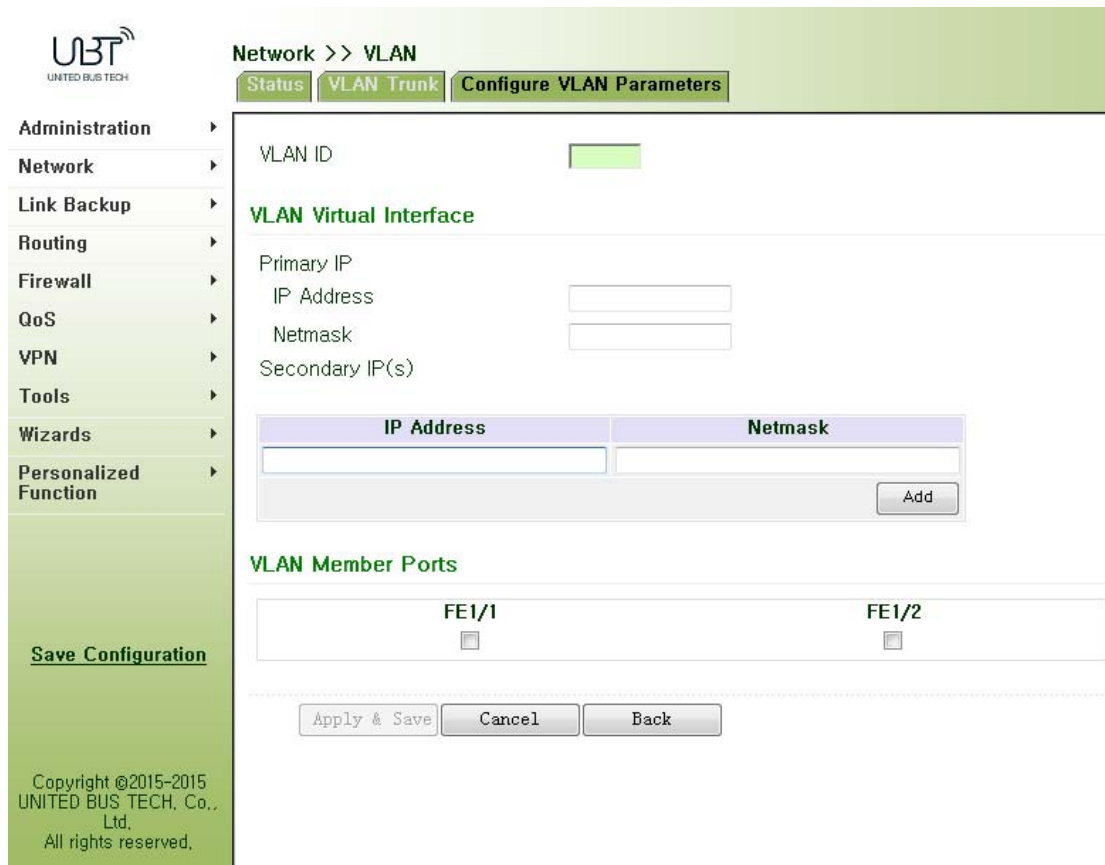 UBT
UNITED BUS TECH
Network >> VLAN
Status VLAN Trunk Configure VLAN Parameters
Administration
Network
Link Backup
Routing
Firewall
QoS
VPN
Tools
Wizards
Personalized
Function
Save Configuration
Copyright ©2015-2015
UNITED BUS TECH, Co.,
Ltd.
All rights reserved.
VLAN ID
VLAN Virtual Interface
Primary IP
IP Address
Netmask
Secondary IP(s)
IP Address Netmask
Add
VLAN Member Ports
FE1/1 FE1/2
Apply & Save Cancel Back